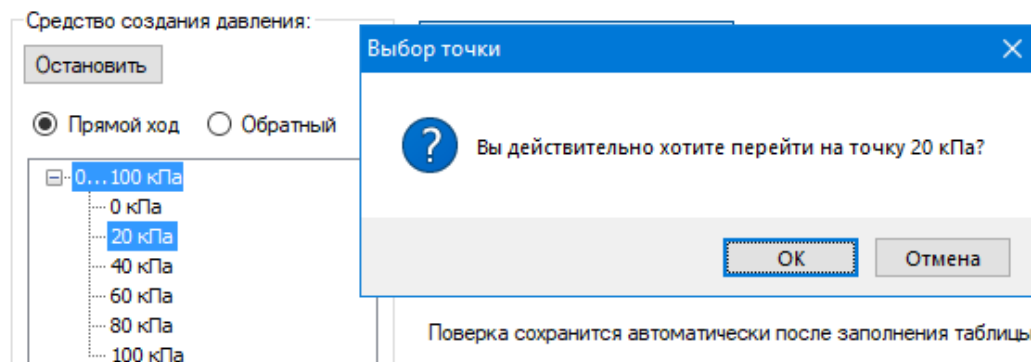 Средство создания давления:
Остановить
Прямой ход
Обратный
0...100 кПа
0 кПа
20 кПа
40 кПа
60 кПа
80 кПа
100 кПа
Выбор точки
Вы действительно хотите перейти на точку 20 кПа?
ОК
Отмена
Поверка сохранится автоматически после заполнения таблицы